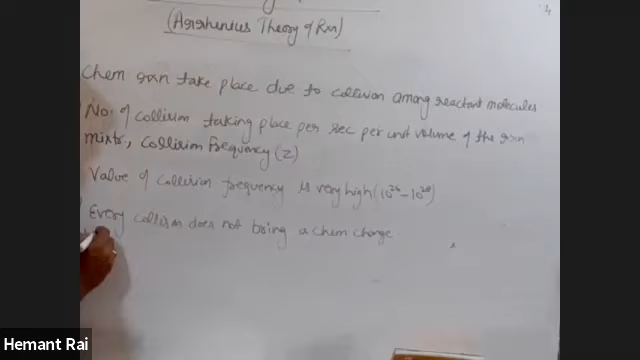 (Arrhenius Theory of Rxn)
Chem rxn take place due to collision among reactant molecules
No. of collision taking place per sec per unit volume of the rxn
mixtr, Collision Frequency (Z)
Value of collision frequency is very high (10²⁶ – 10²⁸)
Every collision does not bring a chem change.
Hemant Rai